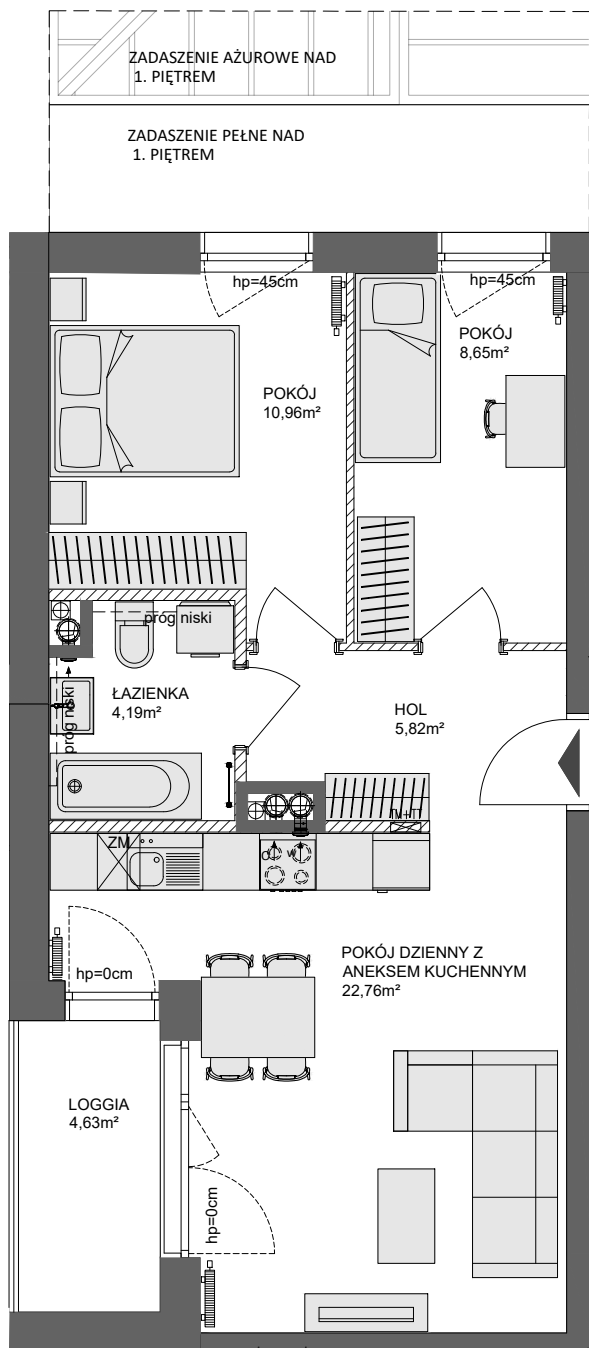 ZADASZENIE AŻUROWE NAD
1. PIĘTREM
ZADASZENIE PEŁNE NAD
1. PIĘTREM
hp=45cm
hp=45cm
POKÓJ
8,65m²
POKÓJ
10,96m²
próg niski
ŁAZIENKA
4,19m²
próg niski
HOL
5,82m²
ZM
POKÓJ DZIENNY Z
ANEKSEM KUCHENNYM
22,76m²
hp=0cm
LOGGIA
4,63m²
hp=0cm